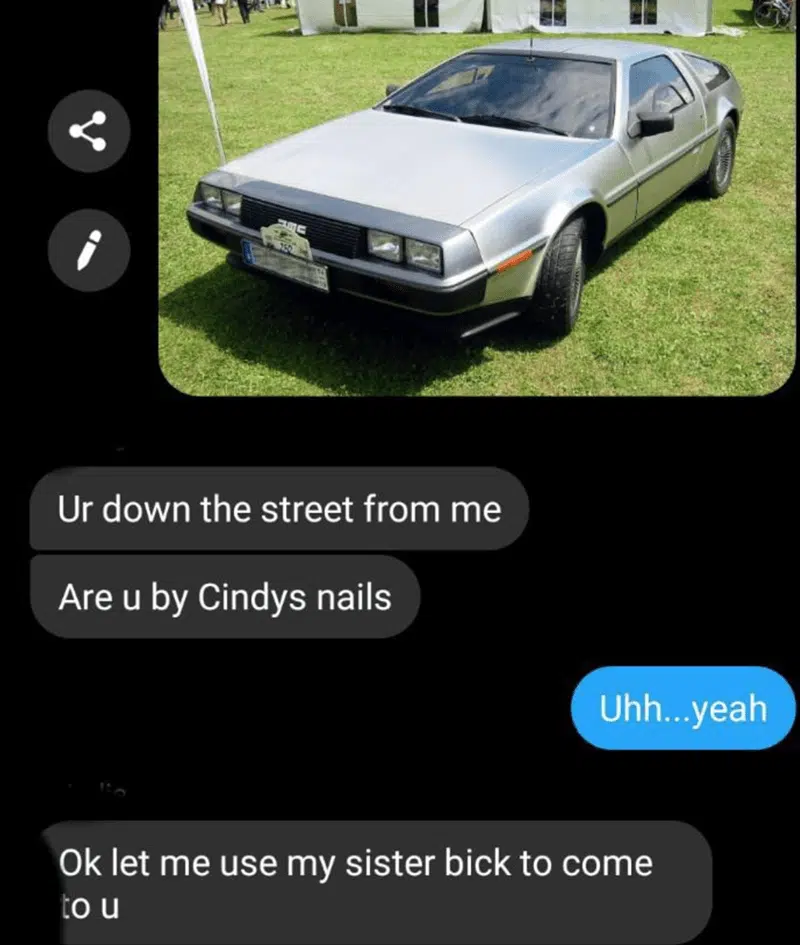 Ur down the street from me
Are u by Cindys nails
Uhh...yeah
Ok let me use my sister bick to come
to u